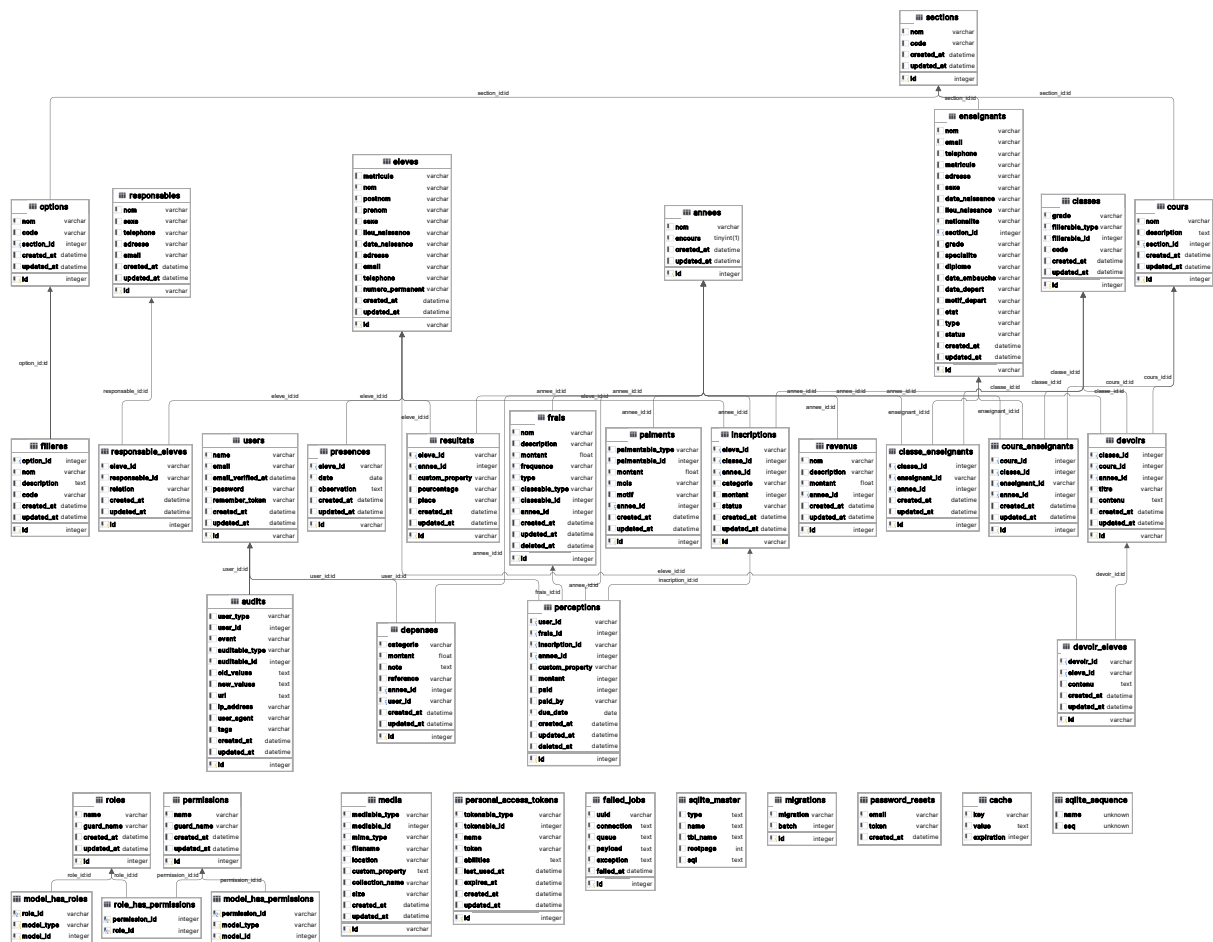 sections
nom varchar
code varchar
created_at datetime
updated_at datetime
id integer
section_id:id
section_id:id
section_id:id
enseignants
nom varchar
email varchar
telephone varchar
matricule varchar
adresse varchar
sexe varchar
date_naissance varchar
lieu_naissance varchar
nationalite varchar
section_id integer
grade varchar
specialite varchar
diplome varchar
date_embauche varchar
date_depart varchar
motif_depart varchar
etat varchar
type varchar
status varchar
created_at datetime
updated_at datetime
id varchar
eleves
matricule varchar
nom varchar
postnom varchar
prenom varchar
sexe varchar
lieu_naissance varchar
date_naissance varchar
adresse varchar
email varchar
telephone varchar
numero_permanent varchar
created_at datetime
updated_at datetime
id varchar
responsables
nom varchar
sexe varchar
telephone varchar
adresse varchar
email varchar
created_at datetime
updated_at datetime
id varchar
options
nom varchar
code varchar
section_id integer
created_at datetime
updated_at datetime
id integer
annees
nom varchar
encours tinyint(1)
created_at datetime
updated_at datetime
id integer
classes
grade varchar
filierable_type varchar
filierable_id integer
code varchar
created_at datetime
updated_at datetime
id integer
cours
nom varchar
description text
section_id integer
created_at datetime
updated_at datetime
id integer
option_id:id
responsable_id:id
eleve_id:id
eleve_id:id
eleve_id:id
annee_id:id
annee_id:id
annee_id:id
annee_id:id
annee_id:id
annee_id:id
annee_id:id
annee_id:id
enseignant_id:id
enseignant_id:id
classe_id:id
classe_id:id
classe_id:id
cours_id:id
cours_id:id
filieres
option_id integer
nom varchar
description text
code varchar
created_at datetime
updated_at datetime
id integer
responsable_eleves
eleve_id varchar
responsable_id varchar
relation varchar
created_at datetime
updated_at datetime
id integer
users
name varchar
email varchar
email_verified_at datetime
password varchar
remember_token varchar
created_at datetime
updated_at datetime
id varchar
presences
eleve_id varchar
date date
observation text
created_at datetime
updated_at datetime
id varchar
resultats
eleve_id varchar
annee_id integer
custom_property varchar
pourcentage varchar
place varchar
created_at datetime
updated_at datetime
id varchar
frais
nom varchar
description varchar
montant float
frequence varchar
type varchar
classable_type varchar
classable_id integer
annee_id integer
created_at datetime
updated_at datetime
deleted_at datetime
id integer
paiments
paimentable_type varchar
paimentable_id integer
montant float
mois varchar
motif varchar
annee_id integer
created_at datetime
updated_at datetime
id integer
inscriptions
eleve_id varchar
classe_id integer
annee_id integer
categorie varchar
montant integer
status varchar
created_at datetime
updated_at datetime
id varchar
revenus
nom varchar
description varchar
montant float
annee_id integer
created_at datetime
updated_at datetime
id varchar
classe_enseignants
classe_id integer
enseignant_id varchar
annee_id integer
created_at datetime
updated_at datetime
id integer
cours_enseignants
cours_id integer
classe_id integer
enseignant_id varchar
annee_id integer
created_at datetime
updated_at datetime
id integer
devoirs
classe_id integer
cours_id integer
annee_id integer
titre varchar
contenu text
created_at datetime
updated_at datetime
id varchar
annee_id:id
user_id:id
user_id:id
user_id:id
frais_id:id
annee_id:id
inscription_id:id
eleve_id:id
devoir_id:id
audits
user_type varchar
user_id integer
event varchar
auditable_type varchar
auditable_id integer
old_values text
new_values text
url text
ip_address varchar
user_agent varchar
tags varchar
created_at datetime
updated_at datetime
id integer
depenses
categorie varchar
montant float
note text
reference varchar
annee_id integer
user_id varchar
created_at datetime
updated_at datetime
id integer
perceptions
user_id varchar
frais_id integer
inscription_id varchar
annee_id integer
custom_property varchar
montant integer
paid integer
paid_by varchar
due_date date
created_at datetime
updated_at datetime
deleted_at datetime
id integer
devoir_eleves
devoir_id varchar
eleve_id varchar
contenu text
created_at datetime
updated_at datetime
id varchar
roles
name varchar
guard_name varchar
created_at datetime
updated_at datetime
id integer
permissions
name varchar
guard_name varchar
created_at datetime
updated_at datetime
id integer
media
mediable_type varchar
mediable_id integer
mime_type varchar
filename varchar
location varchar
custom_property text
collection_name varchar
size varchar
created_at datetime
updated_at datetime
id varchar
personal_access_tokens
tokenable_type varchar
tokenable_id integer
name varchar
token varchar
abilities text
last_used_at datetime
expires_at datetime
created_at datetime
updated_at datetime
id integer
failed_jobs
uuid varchar
connection text
queue text
payload text
exception text
failed_at datetime
id integer
sqlite_master
type text
name text
tbl_name text
rootpage int
sql text
migrations
migration varchar
batch integer
id integer
password_resets
email varchar
token varchar
created_at datetime
cache
key varchar
value text
expiration integer
sqlite_sequence
name unknown
seq unknown
role_id:id
role_id:id
permission_id:id
permission_id:id
model_has_roles
role_id integer
model_type varchar
model_id integer
role_has_permissions
permission_id integer
role_id integer
model_has_permissions
permission_id integer
model_type varchar
model_id integer